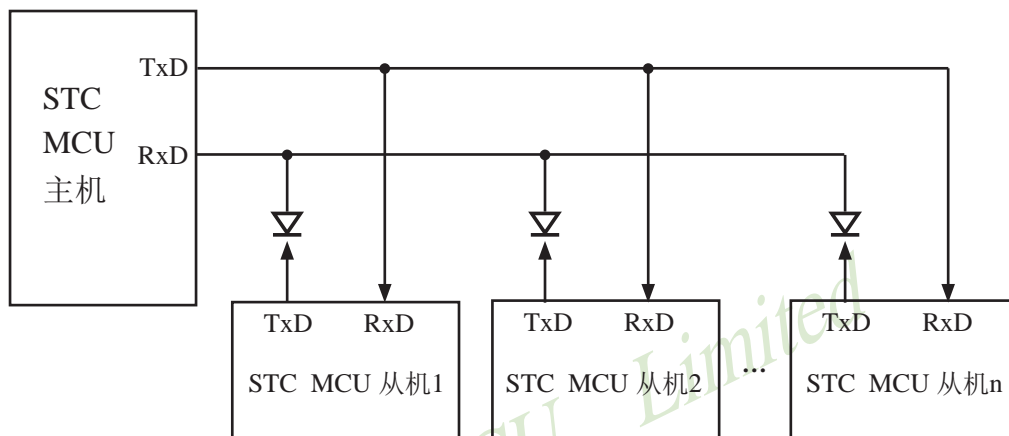 TxD
STC
MCU
主机
RxD
TxD
RxD
TxD
RxD
TxD
RxD
STC MCU 从机1
STC MCU 从机2
...
STC MCU 从机n
Limited